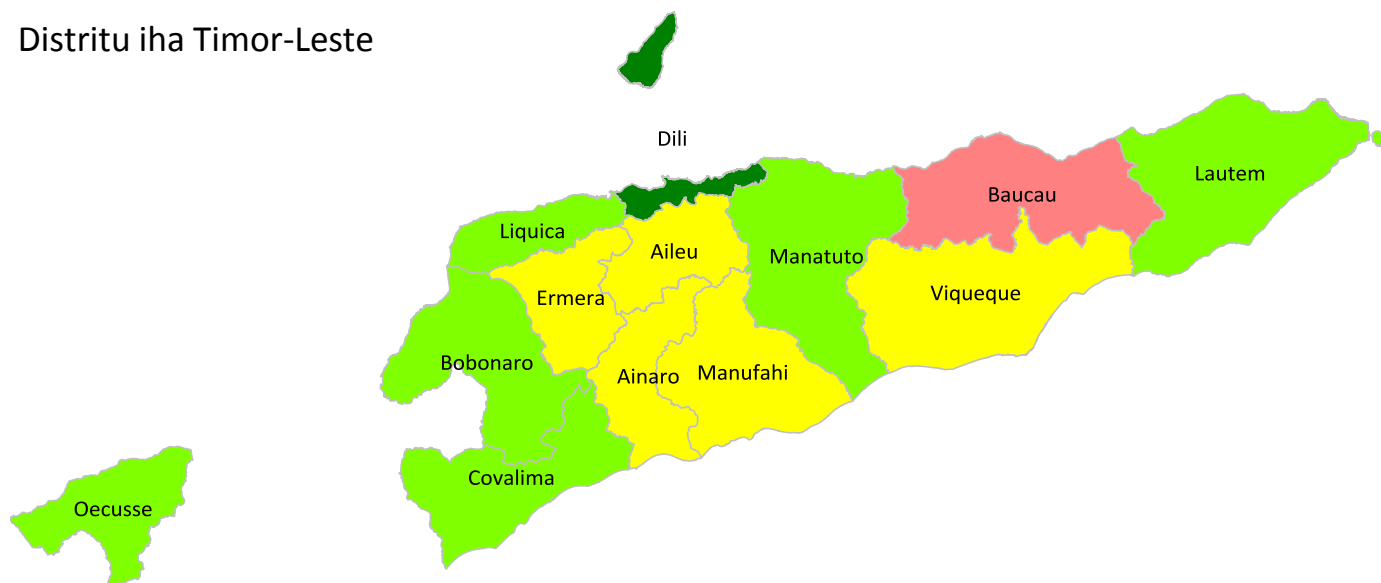 Distritu iha Timor-Leste
Dili
Lautem
Baucau
Liquica
Aileu
Manatuto
Viqueque
Ermera
Bobonaro
Ainaro
Manufahi
Covalima
Oecusse